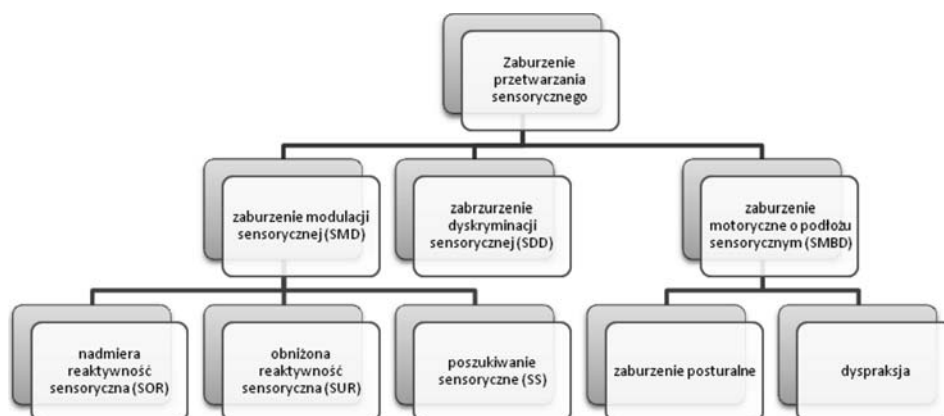 Zaburzenie
przetwarzania
sensorycznego
zaburzenie modulacji
sensorycznej (SMD)
zabrzurzenie
dyskryminacji
sensorycznej (SDD)
zaburzenie
motoryczne o podłożu
sensorycznym (SMBD)
nadmiera
reaktywność
sensoryczna (SOR)
obniżona
reaktywność
sensoryczna (SUR)
poszukiwanie
sensoryczne (SS)
zaburzenie posturalne
dyspraksja